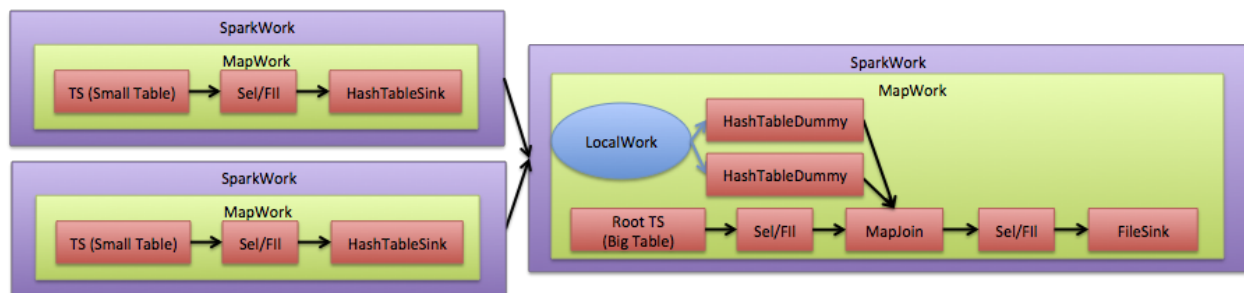 SparkWork
MapWork
TS (Small Table)
Sel/FIl
HashTableSink
SparkWork
MapWork
TS (Small Table)
Sel/FIl
HashTableSink
SparkWork
MapWork
LocalWork
HashTableDummy
HashTableDummy
Root TS
(Big Table)
Sel/FIl
MapJoin
Sel/FIl
FileSink